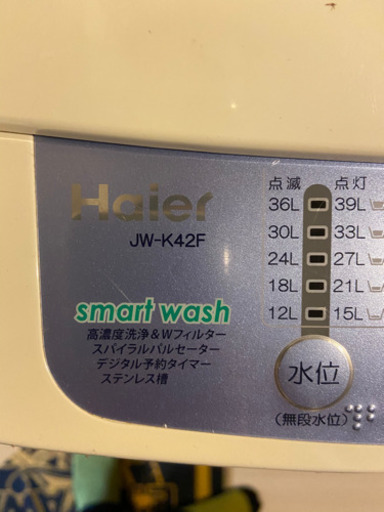 Haier
JW-K42F
smart wash
高濃度洗浄&Wフィルター
スパイラルパルセーター
デジタル予約タイマー
ステンレス槽
点滅 点灯
36L 39L
30L 33L
24L 27L
18L 21L
12L 15L
水位
(無段水位)